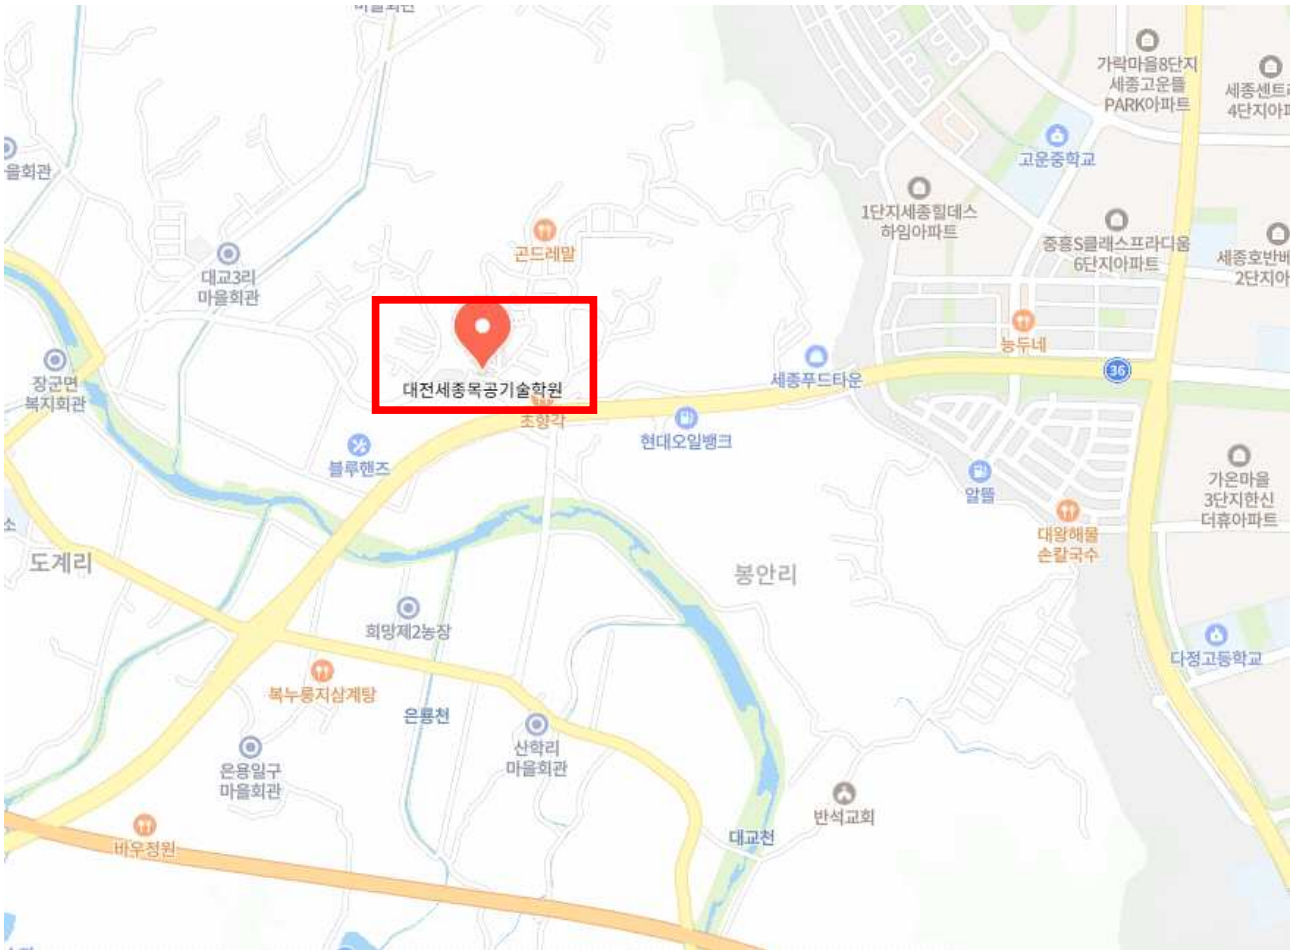 마을회관
가락마을8단지
세종고운뜰
PARK아파트
세종센트
4단지아
고운중학교
을회관
1단지세종힐데스
하임아파트
중흥S클래스프라디움
6단지아파트
세종호반베
2단지아
곤드레말
대교3리
마을회관
능두네
장군면
복지회관
대전세종목공기술학원
세종푸드타운
36
초향각
현대오일뱅크
블루핸즈
알뜰
가온마을
3단지한신
더휴아파트
대왕해물
손칼국수
소
도계리
봉안리
희망제2농장
다정고등학교
복누룽지삼계탕
은룡천
산학리
마을회관
은용일구
마을회관
반석교회
대교천
바우정원